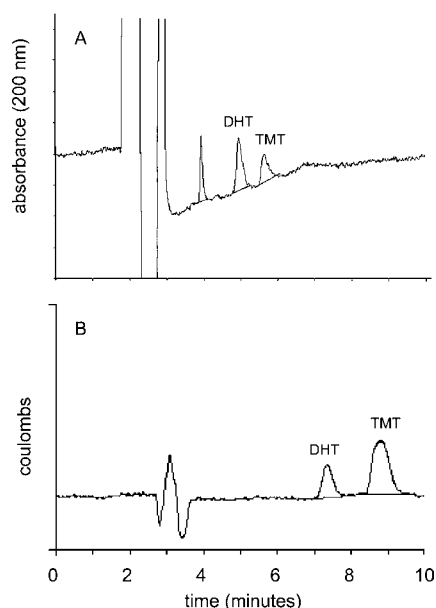 A
DHT
TMT
absorbance (200 nm)
B
DHT
TMT
coulombs
0 2 4 6 8 10
time (minutes)